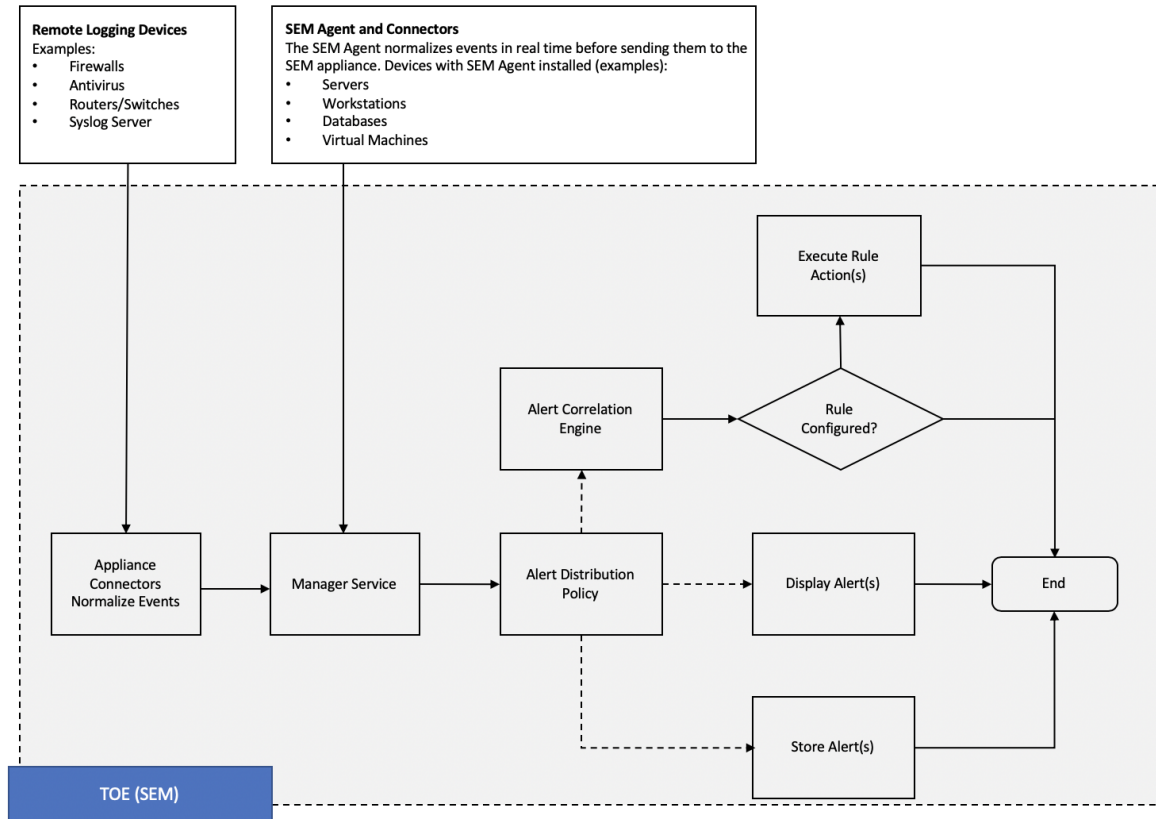 Remote Logging Devices
Examples:
• Firewalls
• Antivirus
• Routers/Switches
• Syslog Server
SEM Agent and Connectors
The SEM Agent normalizes events in real time before sending them to the
SEM appliance. Devices with SEM Agent installed (examples):
• Servers
• Workstations
• Databases
• Virtual Machines
Execute Rule
Action(s)
Alert Correlation
Engine
Rule
Configured?
Appliance
Connectors
Normalize Events
Manager Service
Alert Distribution
Policy
Display Alert(s)
End
Store Alert(s)
TOE (SEM)